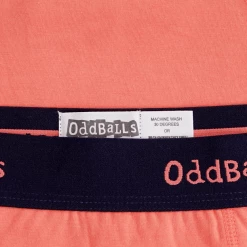 OddBalls
MACHINE WASH
30 DEGREES
OR
OddBa